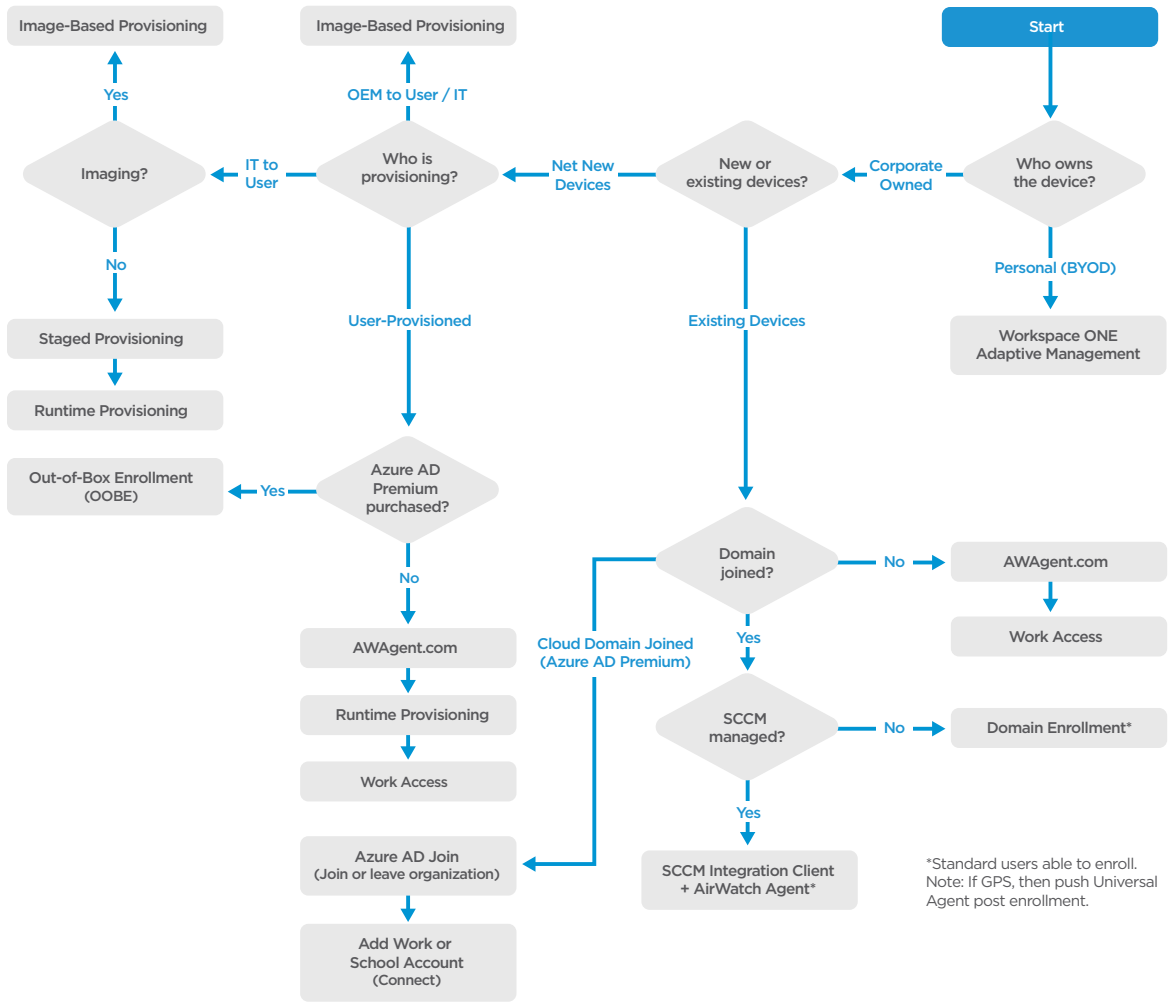 Image-Based Provisioning
Image-Based Provisioning
Start
Yes
OEM to User / IT
Imaging?
IT to
User
Who is
provisioning?
Net New
Devices
New or
existing devices?
Corporate
Owned
Who owns
the device?
No
Personal (BYOD)
User-Provisioned
Existing Devices
Staged Provisioning
Workspace ONE
Adaptive Management
Runtime Provisioning
Out-of-Box Enrollment
(OOBE)
Yes
Azure AD
Premium
purchased?
No
Domain
joined?
No
AWAgent.com
Work Access
Cloud Domain Joined
(Azure AD Premium)
Yes
AWAgent.com
Runtime Provisioning
Work Access
SCCM
managed?
No
Domain Enrollment*
Yes
Azure AD Join
(Join or leave organization)
SCCM Integration Client
+ AirWatch Agent*
Add Work or
School Account
(Connect)
*Standard users able to enroll.
Note: If GPS, then push Universal
Agent post enrollment.